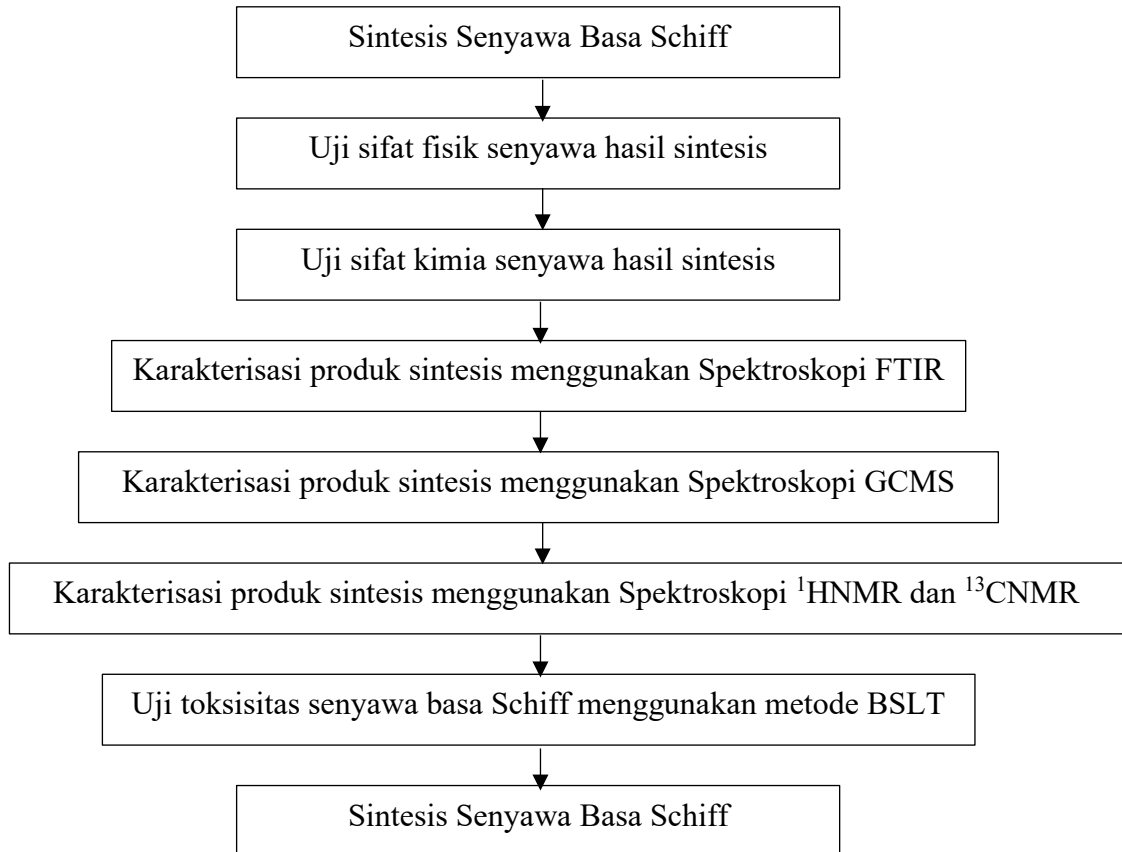 Sintesis Senyawa Basa Schiff
Uji sifat fisik senyawa hasil sintesis
Uji sifat kimia senyawa hasil sintesis
Karakterisasi produk sintesis menggunakan Spektroskopi FTIR
Karakterisasi produk sintesis menggunakan Spektroskopi GCMS
Karakterisasi produk sintesis menggunakan Spektroskopi ¹HNMR dan ¹³CNMR
Uji toksisitas senyawa basa Schiff menggunakan metode BSLT
Sintesis Senyawa Basa Schiff